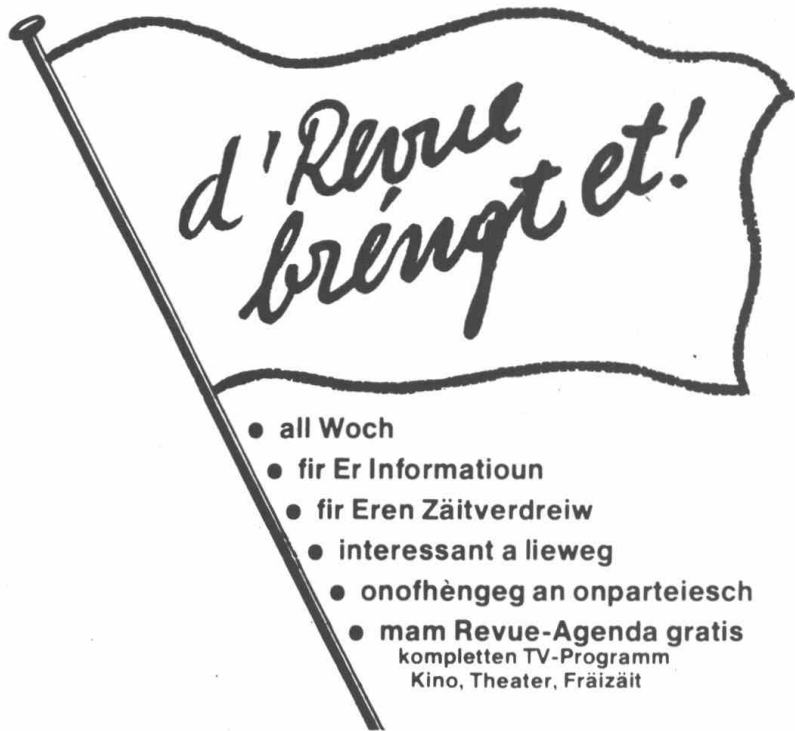 d'Revue
bréngt et!
• all Woch
• fir Er Informatioun
• fir Eren Zäitverdreiw
• interessant a lieweg
• onofhèngeg an onparteiesch
• mam Revue-Agenda gratis
kompletten TV-Programm
Kino, Theater, Fräizäit